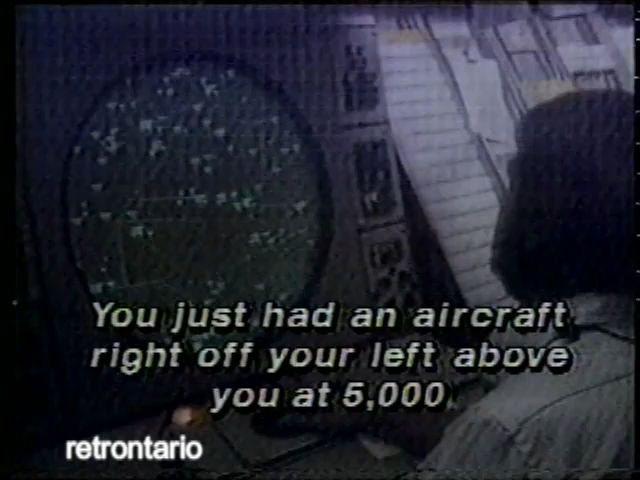 You just had an aircraft
right off your left above
you at 5,000.
retrontario